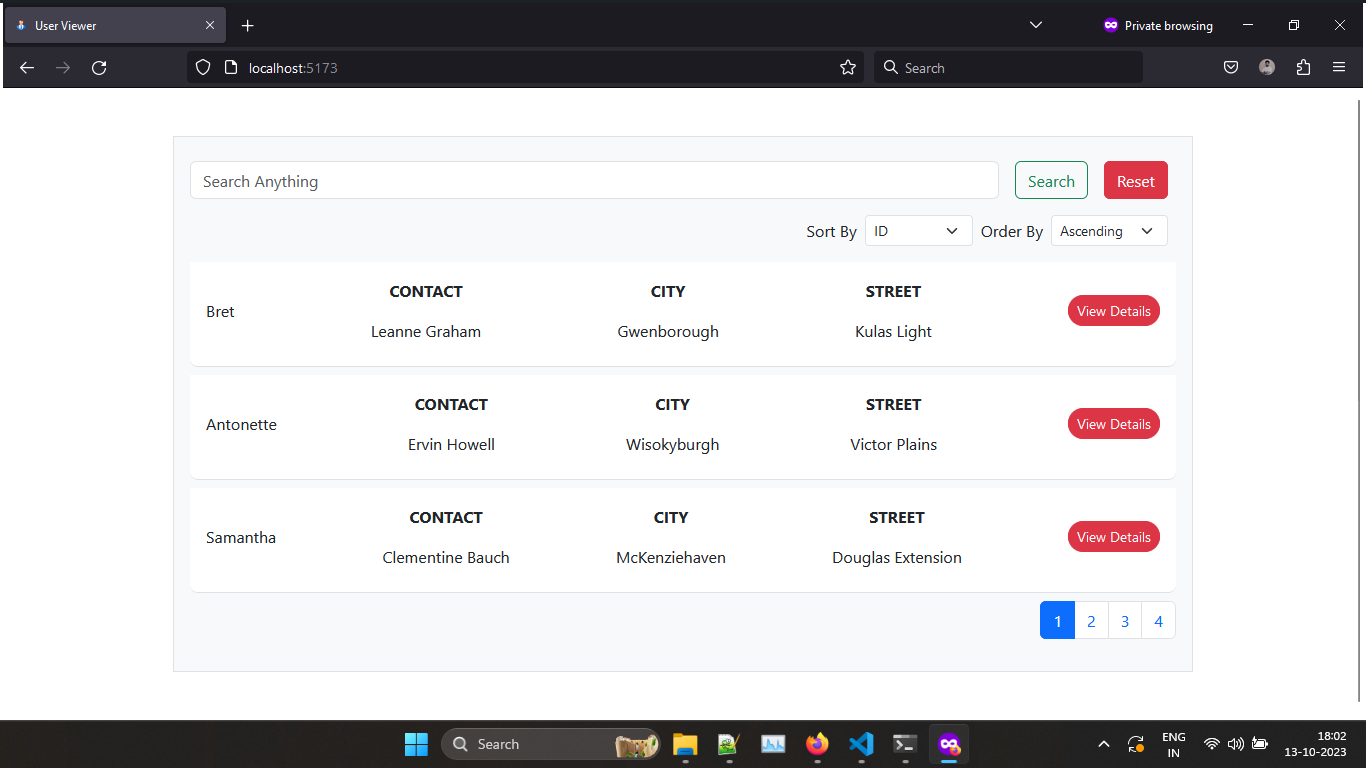 User Viewer
Private browsing
localhost:5173
Search
Search Anything
Search
Reset
Sort By ID Order By Ascending
CONTACT CITY STREET
Bret
Leanne Graham Gwenborough Kulas Light
View Details
CONTACT CITY STREET
Antonette
Ervin Howell Wisokyburgh Victor Plains
View Details
CONTACT CITY STREET
Samantha
Clementine Bauch McKenziehaven Douglas Extension
View Details
1 2 3 4
Search
ENG
IN
18:02
13-10-2023